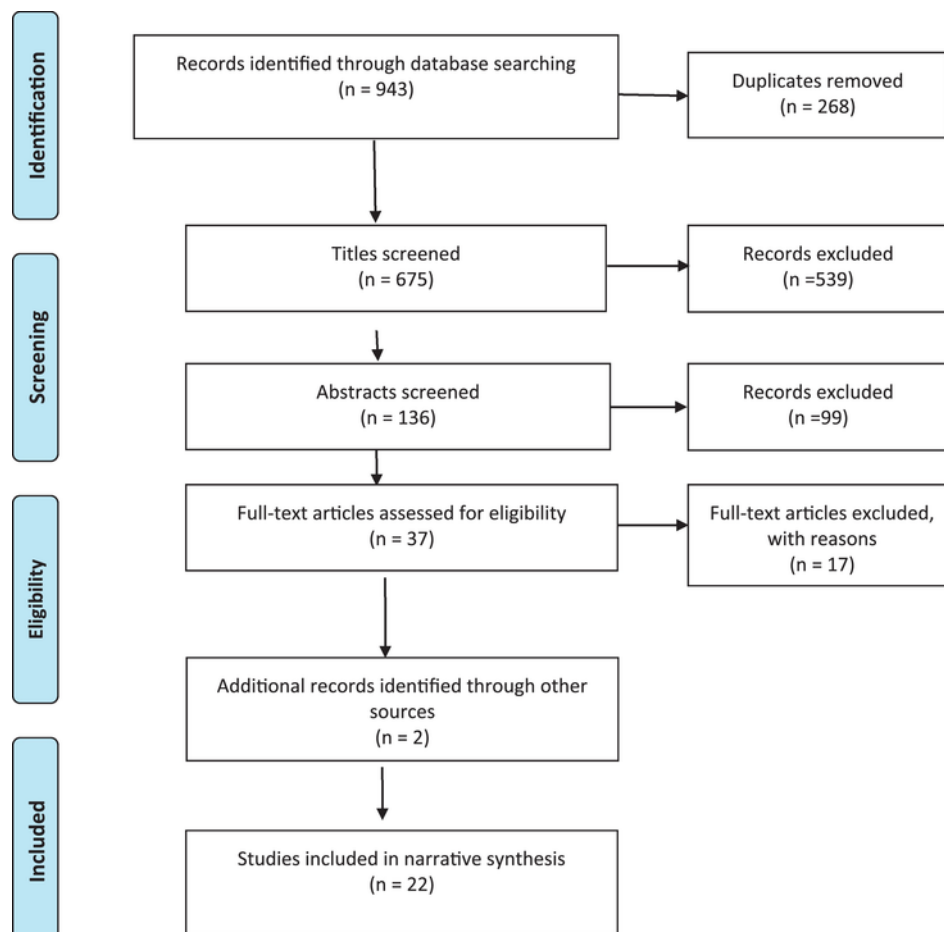 Identification
Records identified through database searching
(n = 943)
Duplicates removed
(n = 268)
Screening
Titles screened
(n = 675)
Records excluded
(n =539)
Abstracts screened
(n = 136)
Records excluded
(n =99)
Eligibility
Full-text articles assessed for eligibility
(n = 37)
Full-text articles excluded,
with reasons
(n = 17)
Additional records identified through other
sources
(n = 2)
Included
Studies included in narrative synthesis
(n = 22)